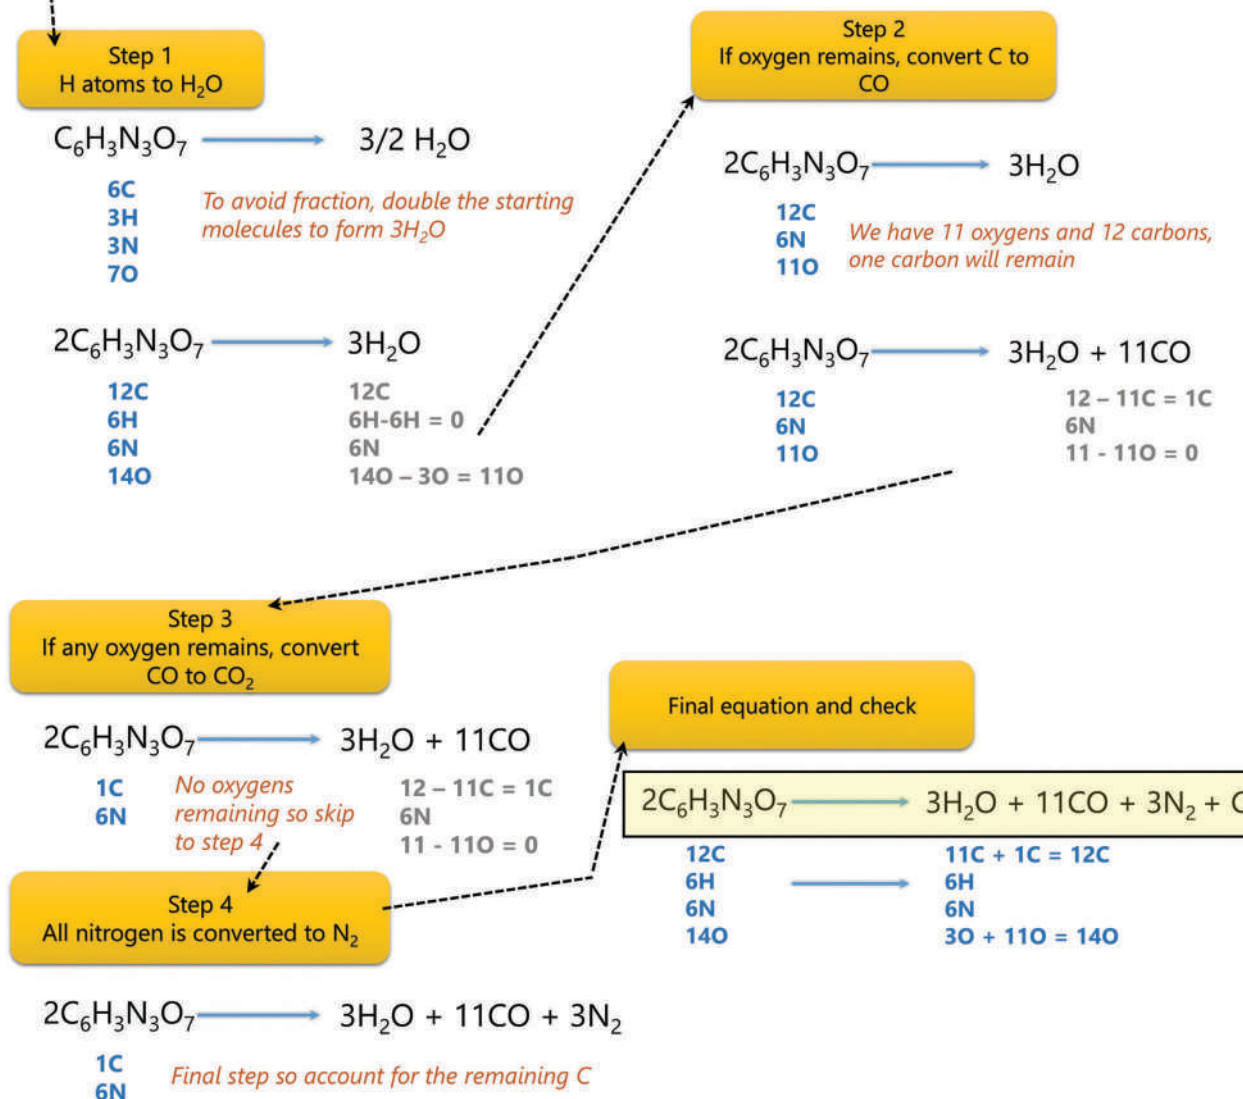 Step 1
H atoms to H₂O
C₆H₃N₃O₇ 3/2 H₂O
6C
3H
3N
7O
To avoid fraction, double the starting
molecules to form 3H₂O
2C₆H₃N₃O₇ 3H₂O
12C 12C
6H 6H-6H = 0
6N 6N
14O 14O – 3O = 11O
Step 2
If oxygen remains, convert C to
CO
2C₆H₃N₃O₇ 3H₂O
12C
6N
11O
We have 11 oxygens and 12 carbons,
one carbon will remain
2C₆H₃N₃O₇ 3H₂O + 11CO
12C 12 – 11C = 1C
6N 6N
11O 11 - 11O = 0
Step 3
If any oxygen remains, convert
CO to CO₂
2C₆H₃N₃O₇ 3H₂O + 11CO
1C
6N
No oxygens
remaining so skip
to step 4
12 – 11C = 1C
6N
11 - 11O = 0
Step 4
All nitrogen is converted to N₂
2C₆H₃N₃O₇ 3H₂O + 11CO + 3N₂
1C
6N
Final step so account for the remaining C
Final equation and check
2C₆H₃N₃O₇ 3H₂O + 11CO + 3N₂ + C
12C 11C + 1C = 12C
6H 6H
6N 6N
14O 3O + 11O = 14O